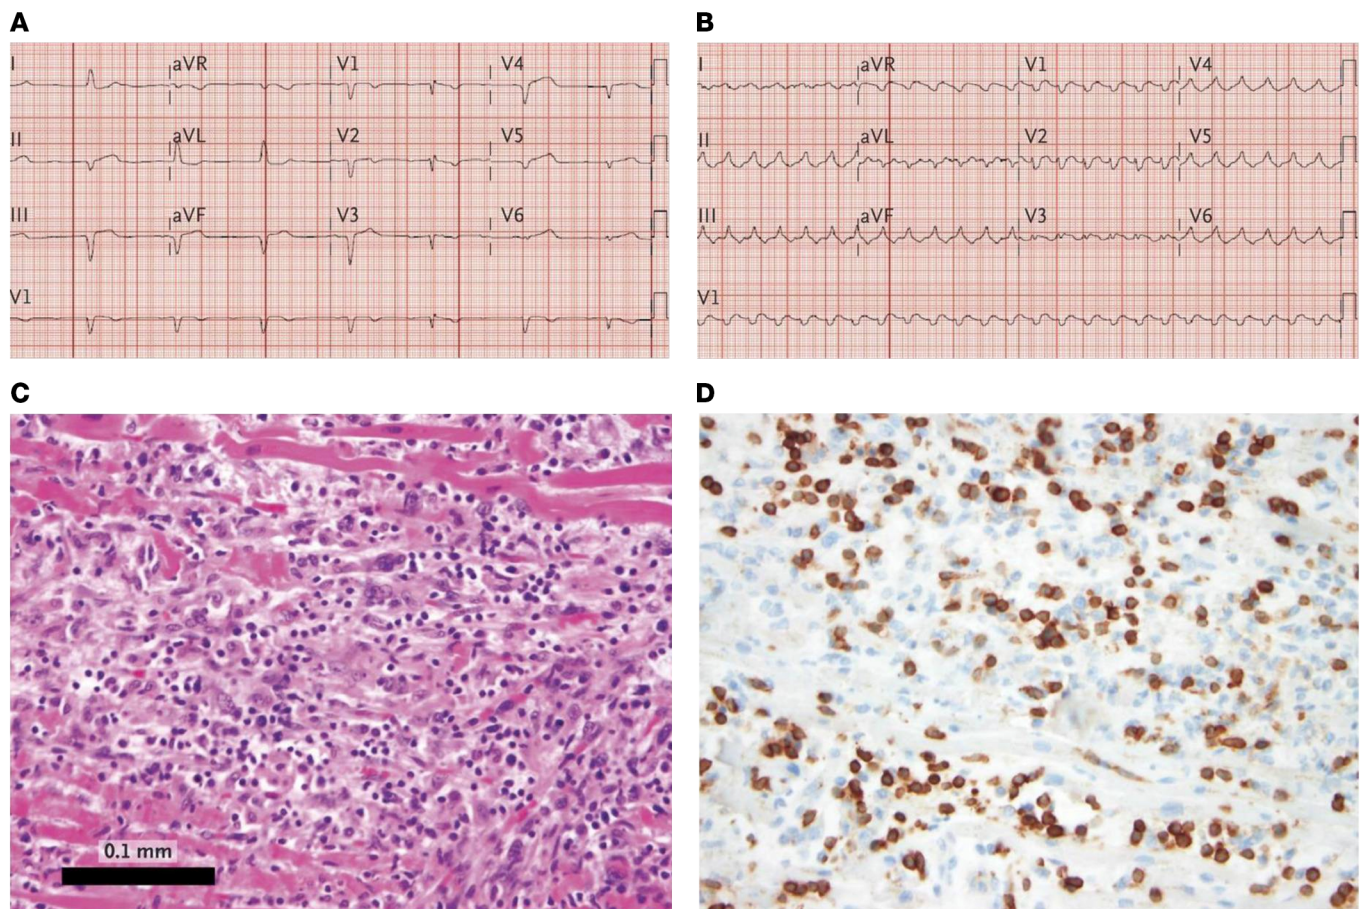 A
B
I aVR V1 V4
II aVL V2 V5
III aVF V3 V6
V1
I aVR V1 V4
II aVL V2 V5
III aVF V3 V6
V1
C
D
0.1 mm